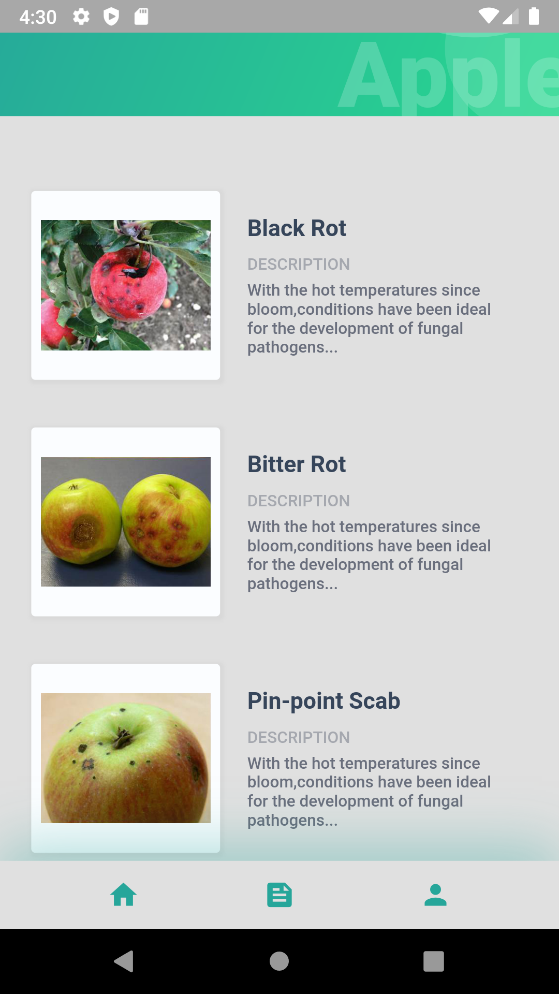 4:30
Apple
Black Rot
DESCRIPTION
With the hot temperatures since
bloom,conditions have been ideal
for the development of fungal
pathogens...
Bitter Rot
DESCRIPTION
With the hot temperatures since
bloom,conditions have been ideal
for the development of fungal
pathogens...
Pin-point Scab
DESCRIPTION
With the hot temperatures since
bloom,conditions have been ideal
for the development of fungal
pathogens...